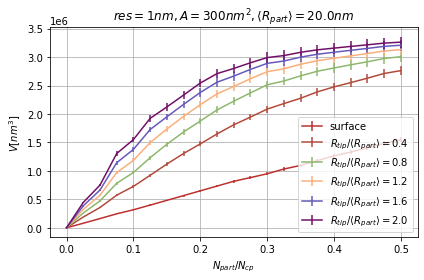 res = 1nm, A = 300nm², ⟨R_part⟩ = 20.0nm
1e6
3.5
3.0
2.5
2.0
1.5
1.0
0.5
0.0
V[nm³]
surface
R_tip/⟨R_part⟩ = 0.4
R_tip/⟨R_part⟩ = 0.8
R_tip/⟨R_part⟩ = 1.2
R_tip/⟨R_part⟩ = 1.6
R_tip/⟨R_part⟩ = 2.0
0.0 0.1 0.2 0.3 0.4 0.5
N_part/N_cp